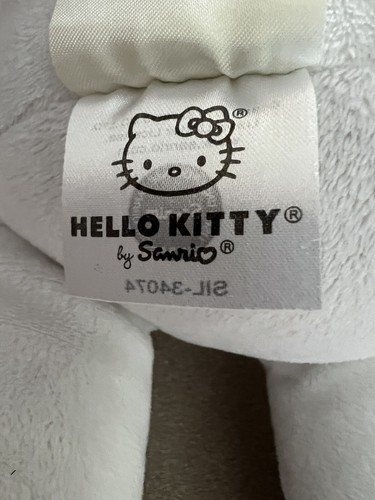 ®
HELLO KITTY®
by Sanrio®
SIL-34074